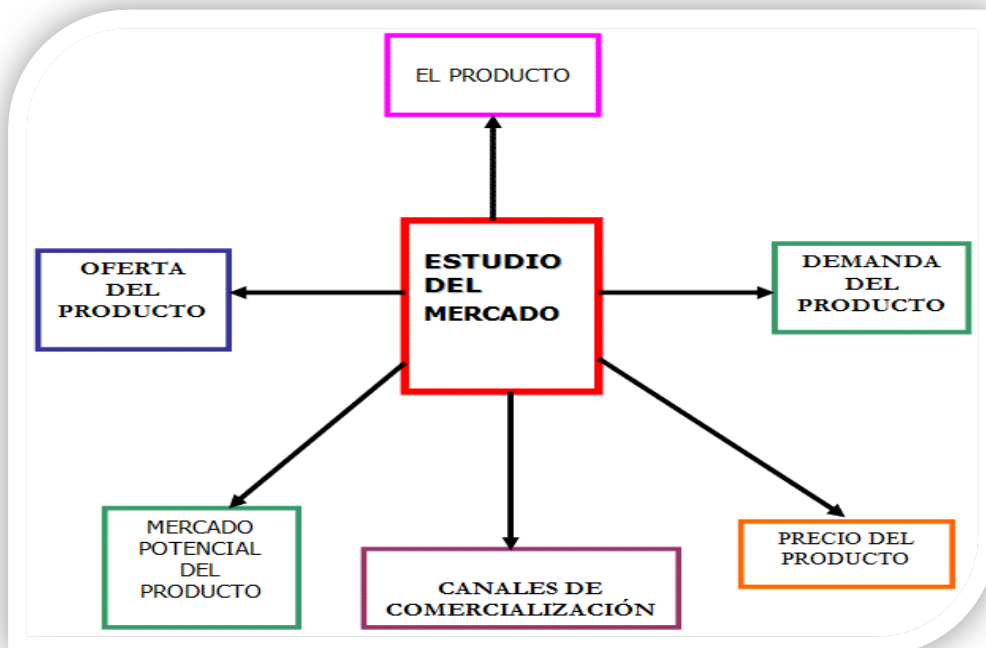 EL PRODUCTO
OFERTA
DEL
PRODUCTO
ESTUDIO
DEL
MERCADO
DEMANDA
DEL
PRODUCTO
MERCADO
POTENCIAL
DEL
PRODUCTO
CANALES DE
COMERCIALIZACIÓN
PRECIO DEL
PRODUCTO